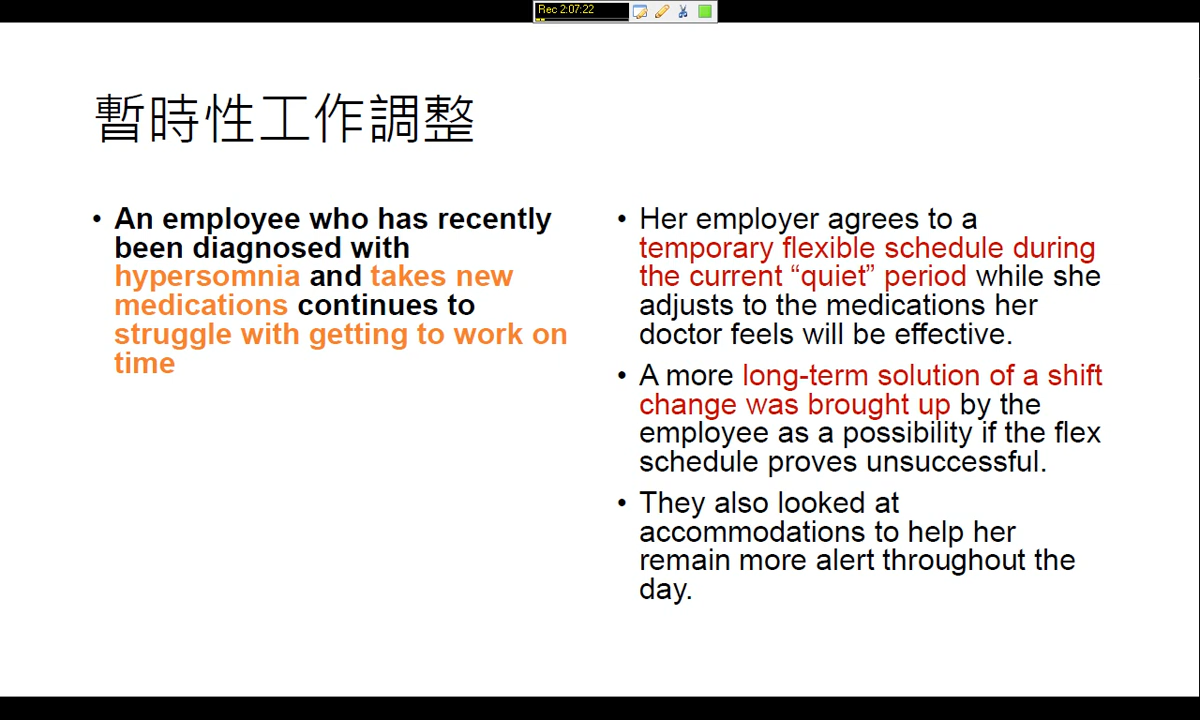 Rec 2:07:22
暫時性工作調整
• An employee who has recently
been diagnosed with
hypersomnia and takes new
medications continues to
struggle with getting to work on
time
• Her employer agrees to a
temporary flexible schedule during
the current “quiet” period while she
adjusts to the medications her
doctor feels will be effective.
• A more long-term solution of a shift
change was brought up by the
employee as a possibility if the flex
schedule proves unsuccessful.
• They also looked at
accommodations to help her
remain more alert throughout the
day.